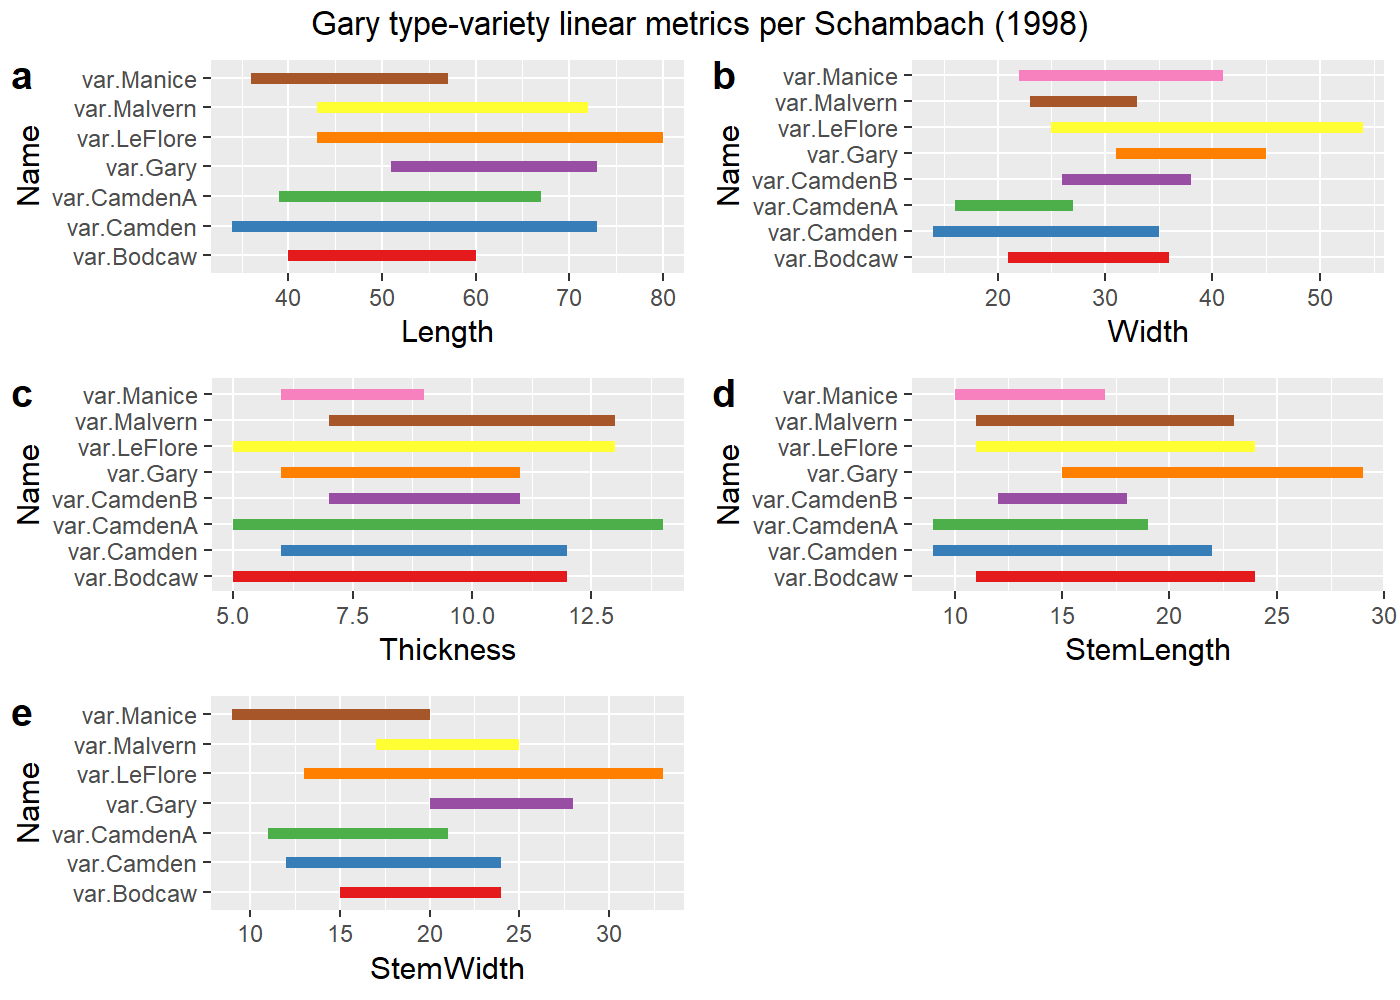 Gary type-variety linear metrics per Schambach (1998)
a
Name
var.Manice
var.Malvern
var.LeFlore
var.Gary
var.CamdenA
var.Camden
var.Bodcaw
40 50 60 70 80
Length
b
Name
var.Manice
var.Malvern
var.LeFlore
var.Gary
var.CamdenB
var.CamdenA
var.Camden
var.Bodcaw
20 30 40 50
Width
c
Name
var.Manice
var.Malvern
var.LeFlore
var.Gary
var.CamdenB
var.CamdenA
var.Camden
var.Bodcaw
5.0 7.5 10.0 12.5
Thickness
d
Name
var.Manice
var.Malvern
var.LeFlore
var.Gary
var.CamdenB
var.CamdenA
var.Camden
var.Bodcaw
10 15 20 25 30
StemLength
e
Name
var.Manice
var.Malvern
var.LeFlore
var.Gary
var.CamdenA
var.Camden
var.Bodcaw
10 15 20 25 30
StemWidth